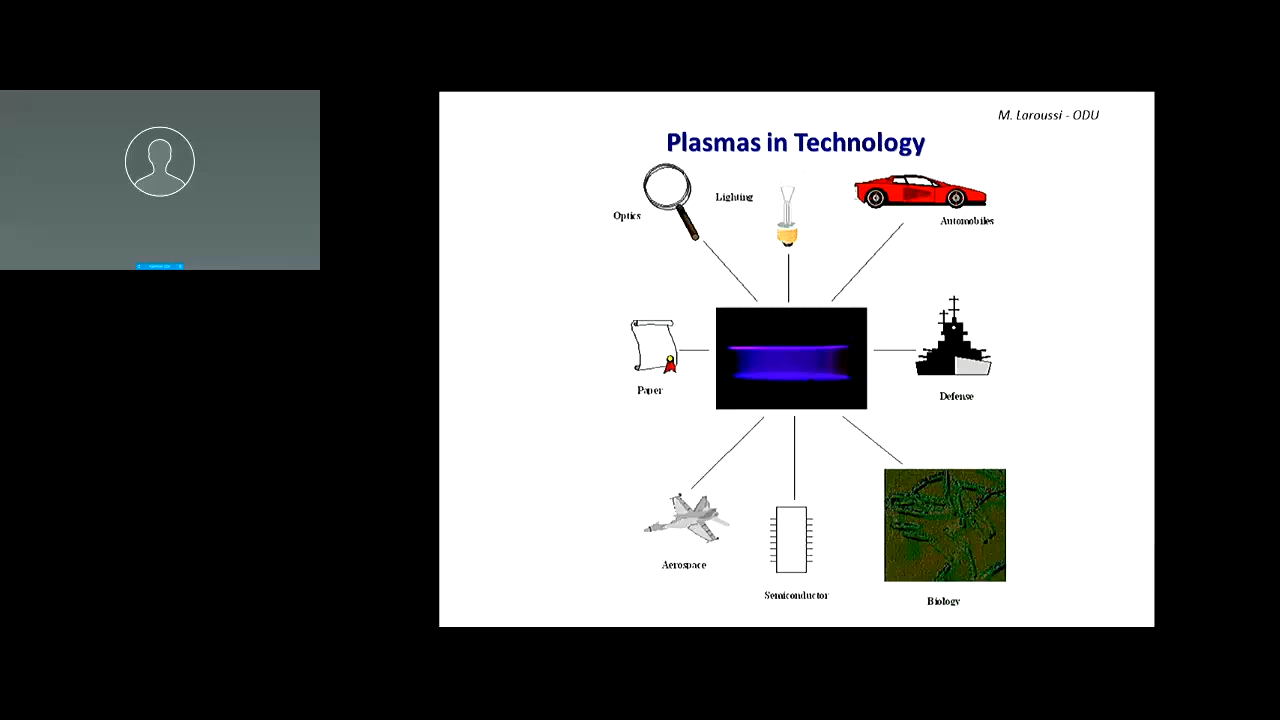 M. Laroussi - ODU
Plasmas in Technology
Lighting
Optics
Automobiles
Paper
Defense
Aerospace
Semiconductor
Biology